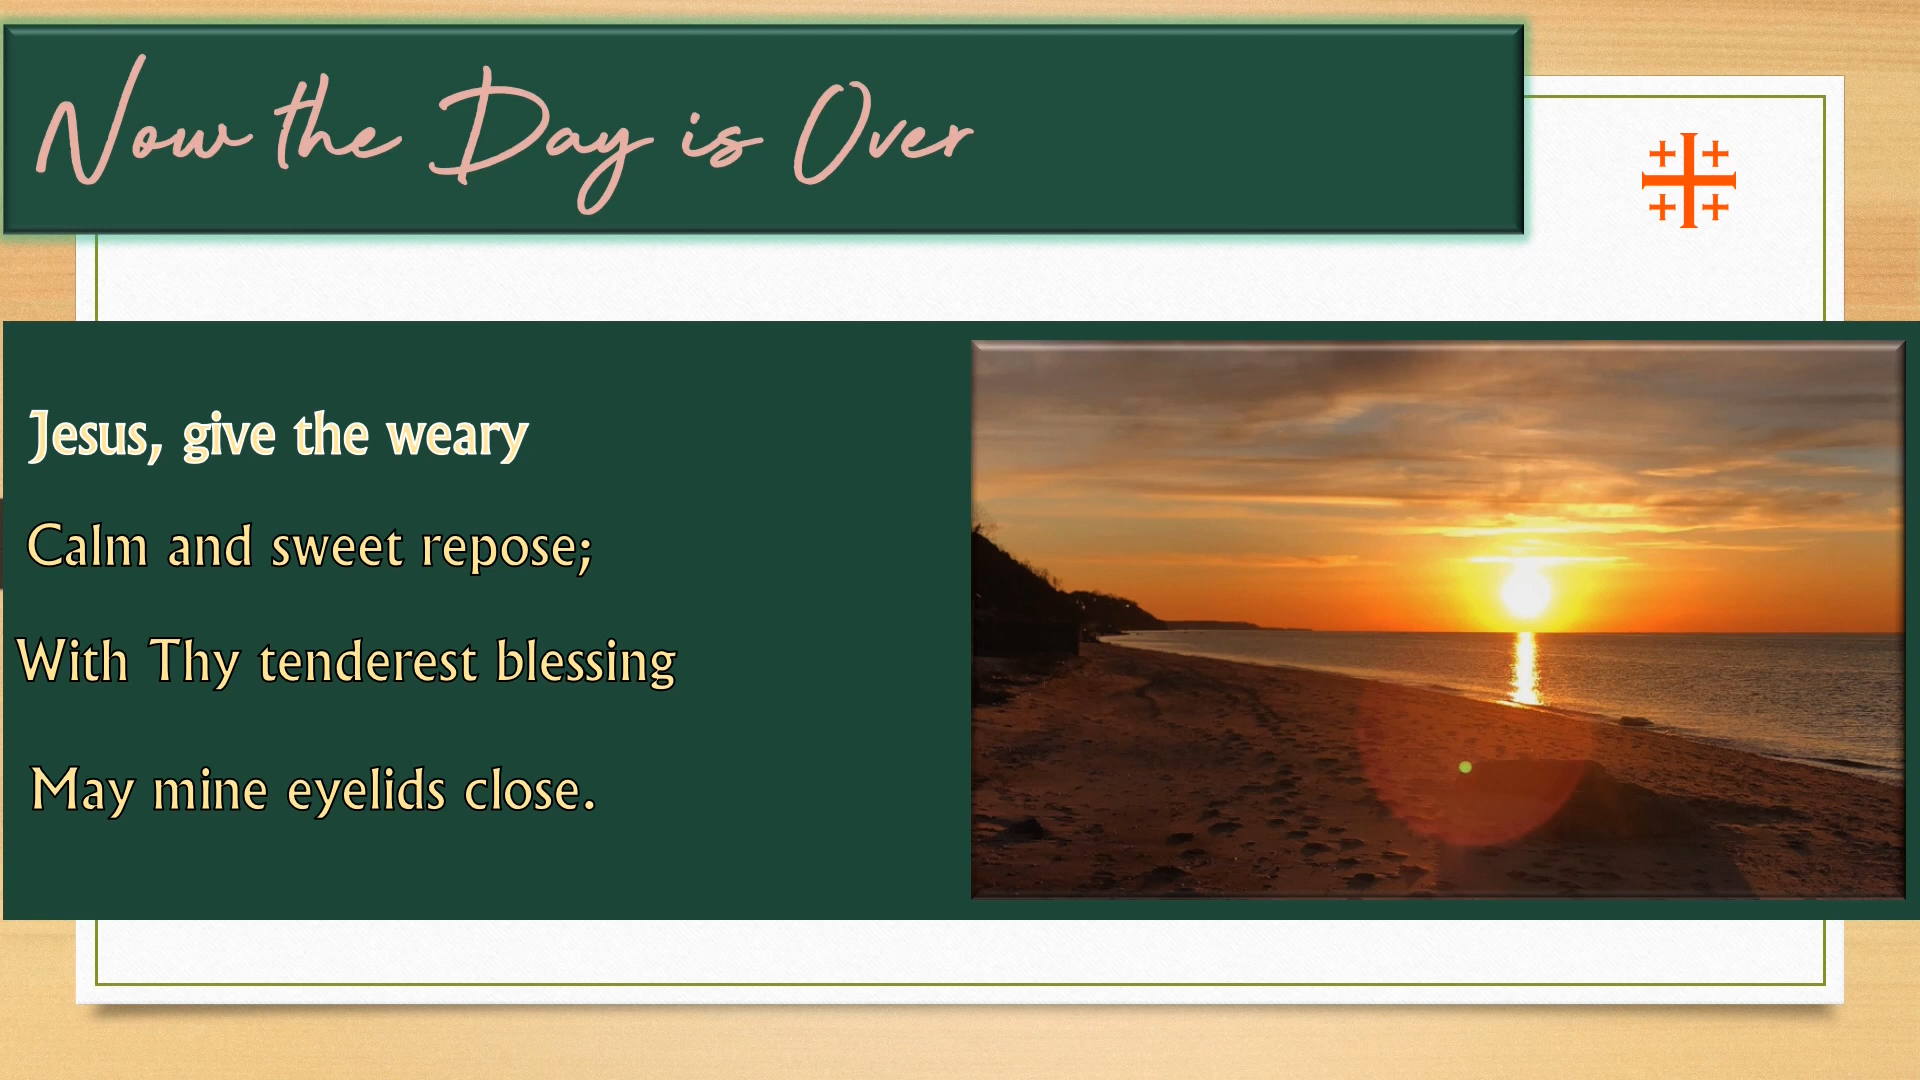 Now the Day is Over
Jesus, give the weary
Calm and sweet repose;
With Thy tenderest blessing
May mine eyelids close.